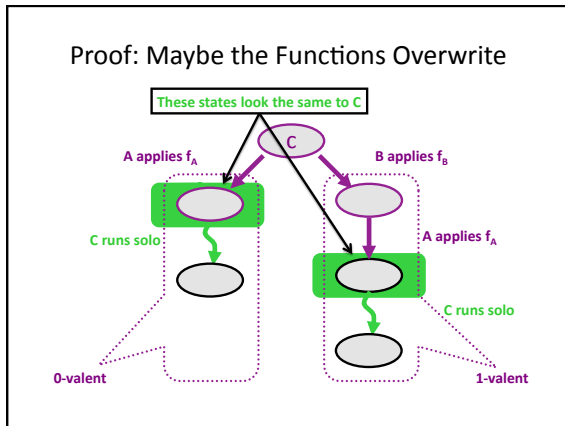 Proof: Maybe the Functions Overwrite
These states look the same to C
C
A applies fA
B applies fB
A applies fA
C runs solo
C runs solo
0-valent
1-valent